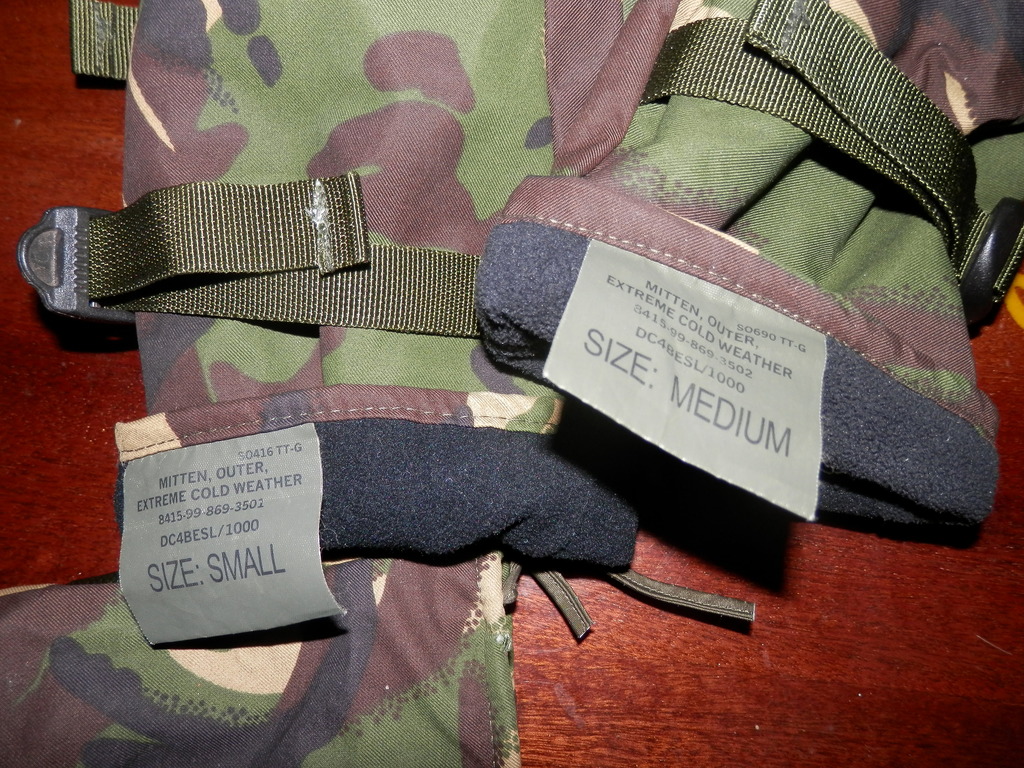 SO416 TT-G
MITTEN, OUTER,
EXTREME COLD WEATHER
8415-99-869-3502
DC4BESL/1000
SIZE: SMALL
SO690 TT-G
MITTEN, OUTER,
EXTREME COLD WEATHER
8415-99-869-3502
DC4BESL/1000
SIZE: MEDIUM